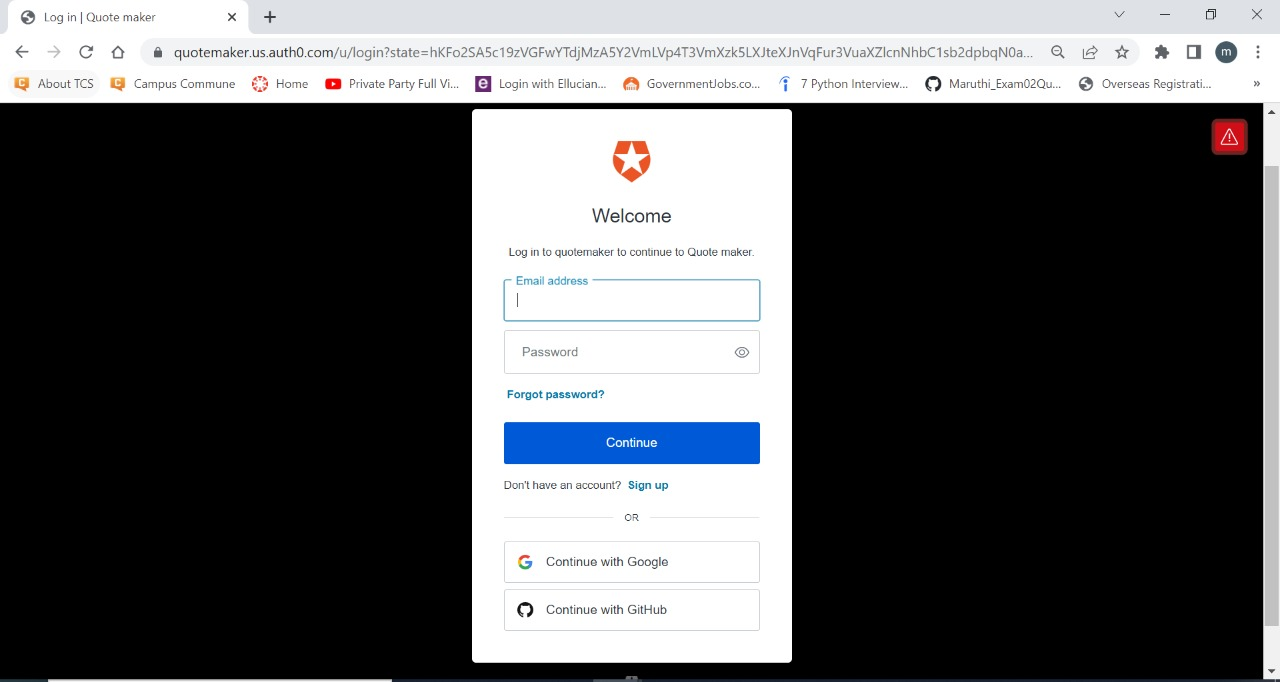 Log in | Quote maker
quotemaker.us.auth0.com/u/login?state=hKFo2SA5c19zVGFwYTdjMzA5Y2VmLVp4T3VmXzk5LXJteXJnVqFur3VuaXZlcnNhbC1sb2dpbqN0a...
m
About TCS
Campus Commune
Home
Private Party Full Vi...
Login with Ellucian...
GovernmentJobs.co...
7 Python Interview...
Maruthi_Exam02Qu...
Overseas Registrati...
»
Welcome
Log in to quotemaker to continue to Quote maker.
Email address
Password
Forgot password?
Continue
Don't have an account? Sign up
OR
Continue with Google
Continue with GitHub